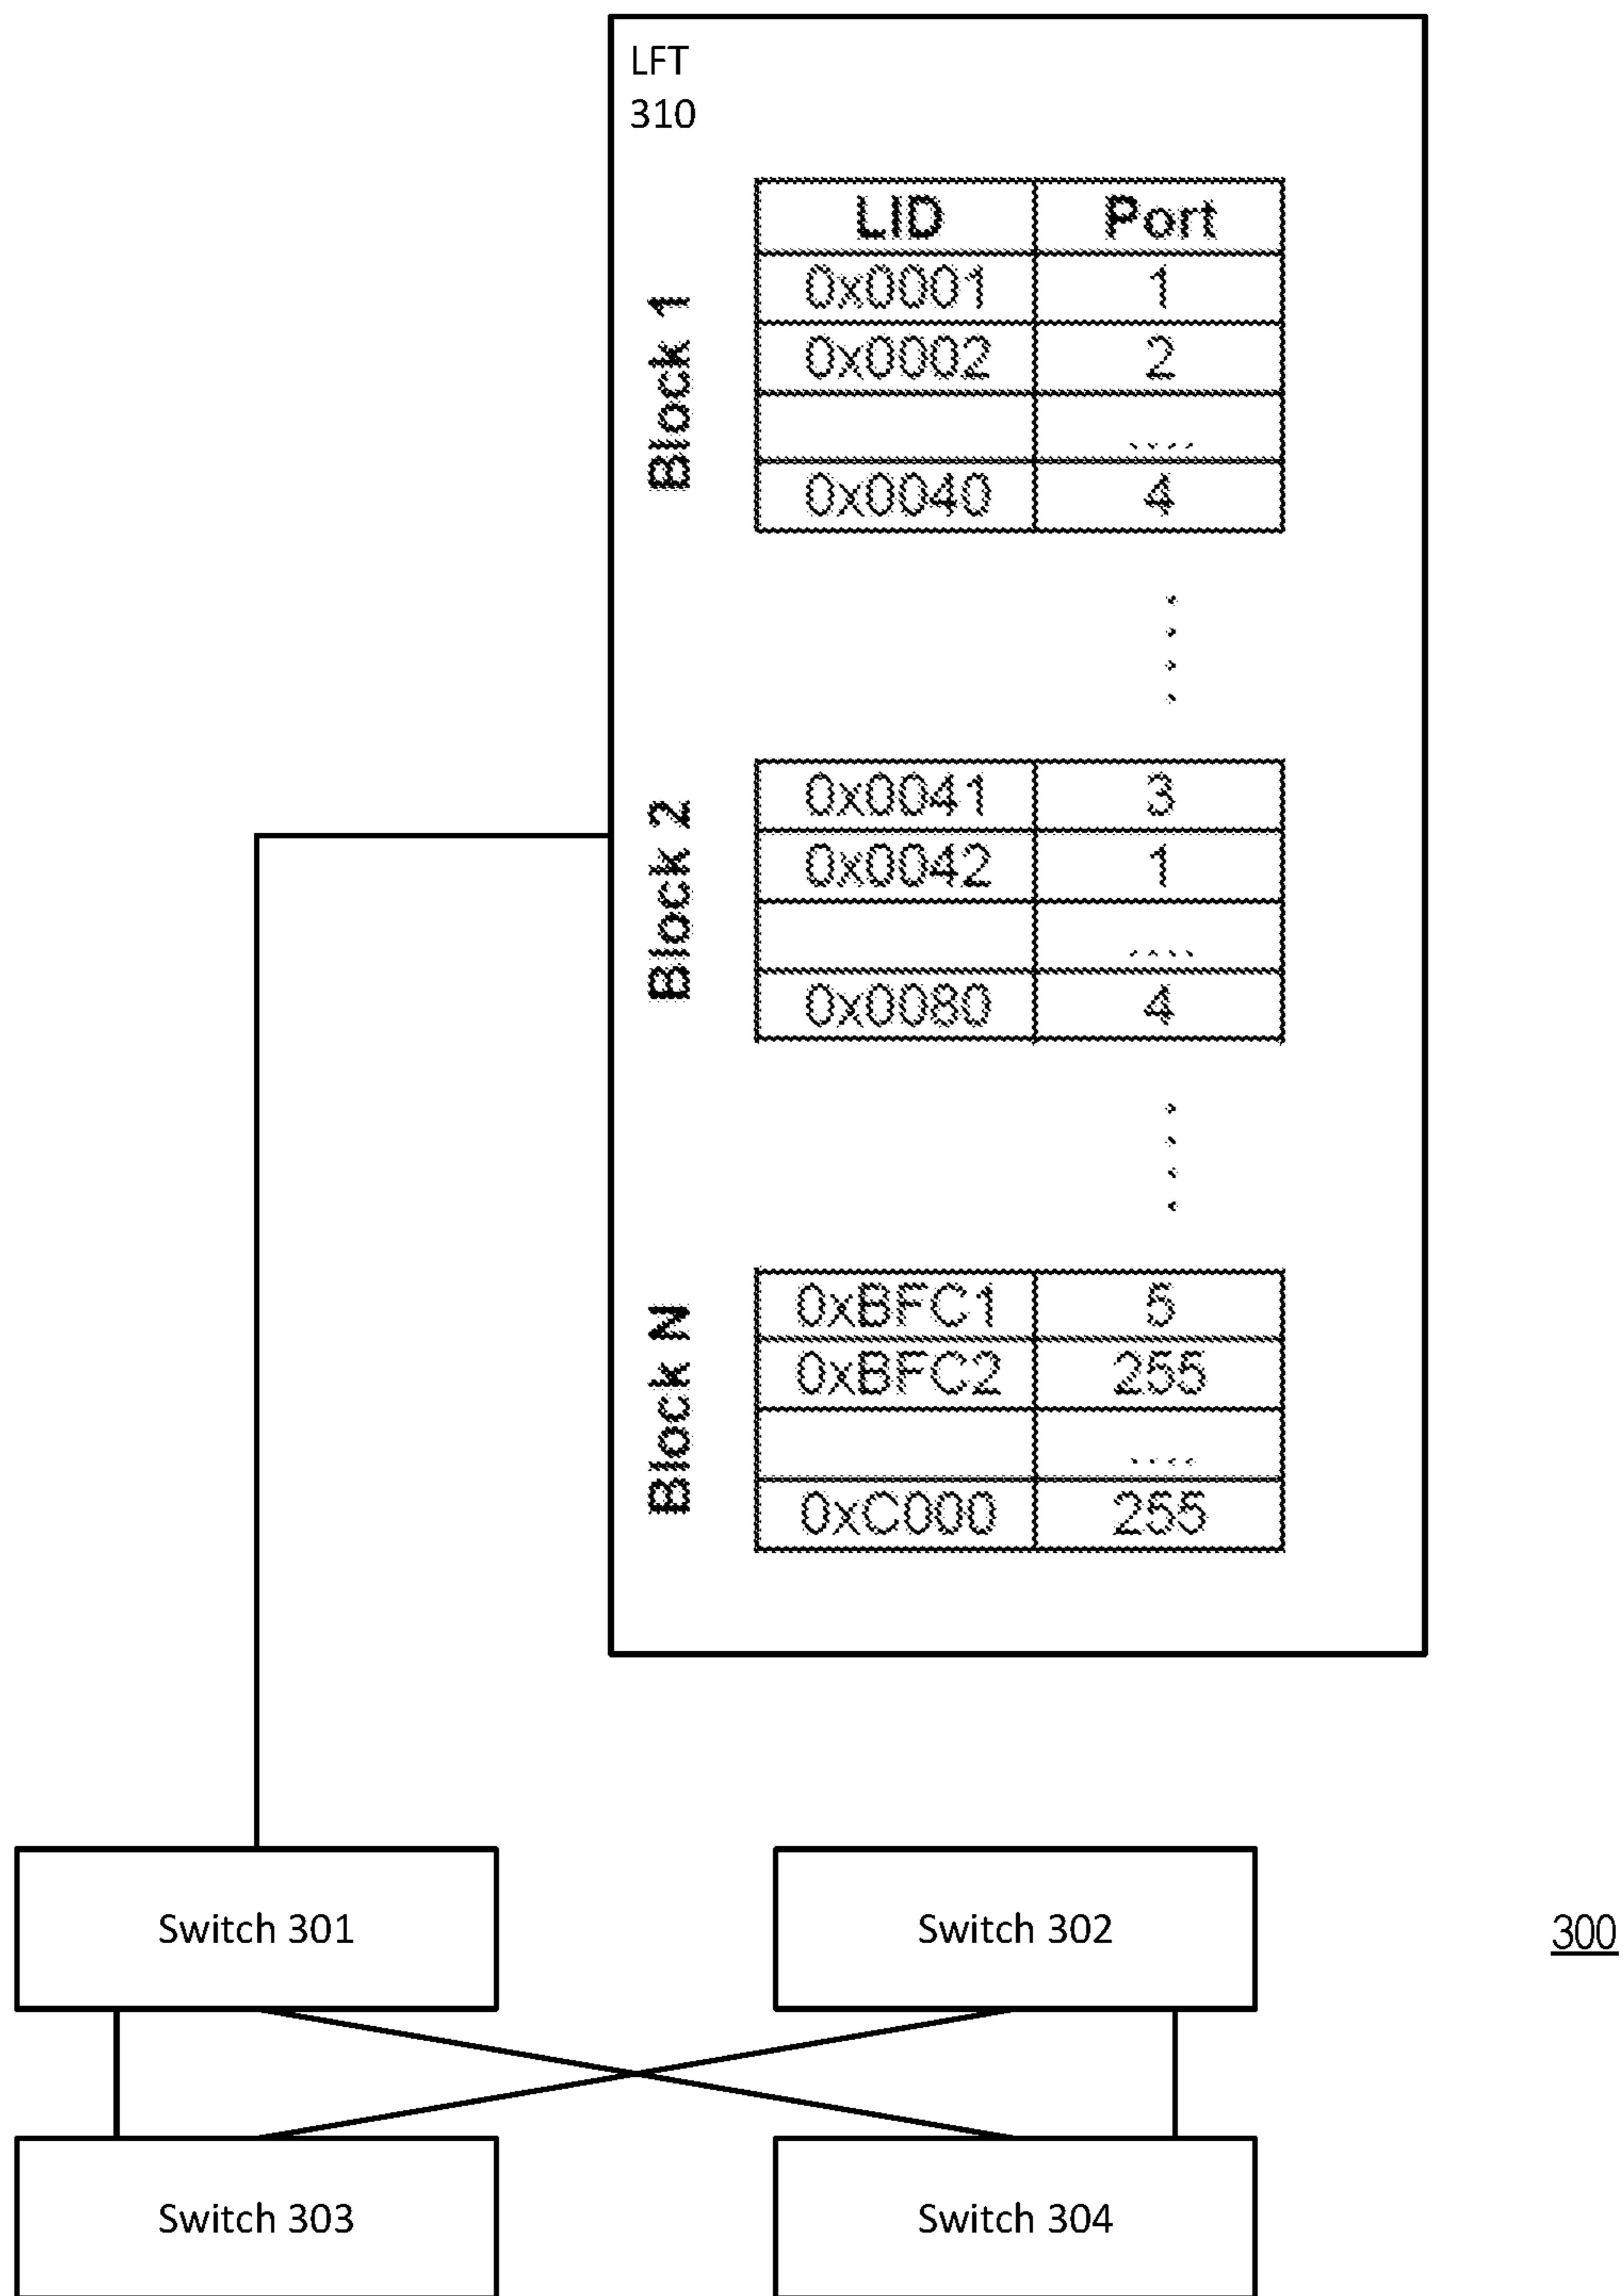 LFT
310
Block 1
LID Port
0x0001 1
0x0002 2
....
0x0040 4
Block 2
0x0041 3
0x0042 1
....
0x0080 4
Block N
0xBFC1 5
0xBFC2 255
....
0xC000 255
Switch 301 Switch 302
300
Switch 303 Switch 304